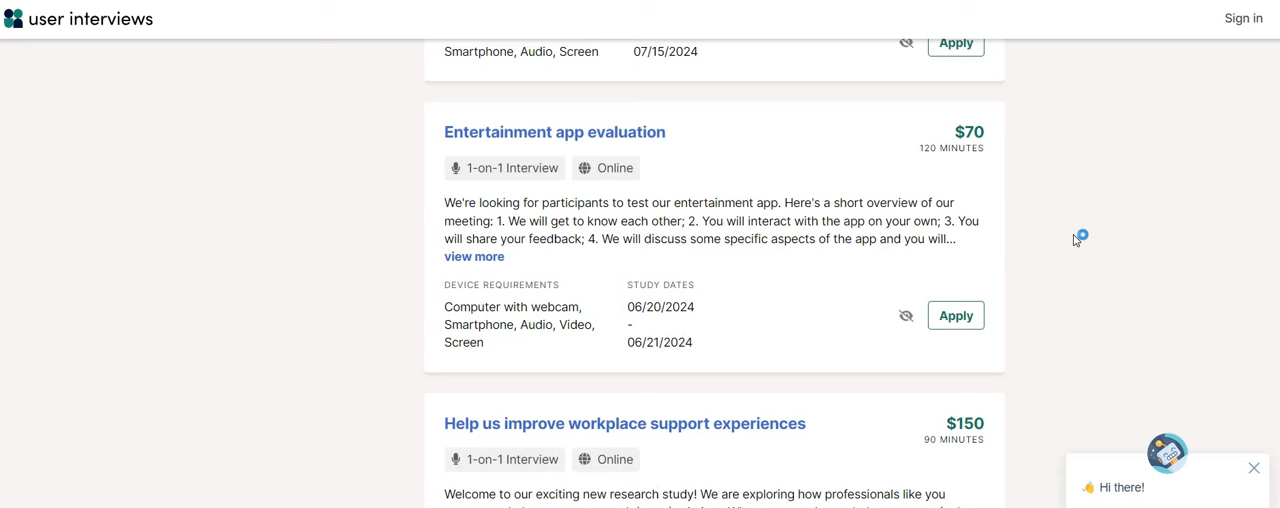 user interviews
Sign in
Smartphone, Audio, Screen
07/15/2024
Apply
Entertainment app evaluation
$70
120 MINUTES
1-on-1 Interview
Online
We're looking for participants to test our entertainment app. Here's a short overview of our
meeting: 1. We will get to know each other; 2. You will interact with the app on your own; 3. You
will share your feedback; 4. We will discuss some specific aspects of the app and you will...
view more
DEVICE REQUIREMENTS
STUDY DATES
Computer with webcam,
Smartphone, Audio, Video,
Screen
06/20/2024
-
06/21/2024
Apply
Help us improve workplace support experiences
$150
90 MINUTES
1-on-1 Interview
Online
Welcome to our exciting new research study! We are exploring how professionals like you
👋 Hi there!